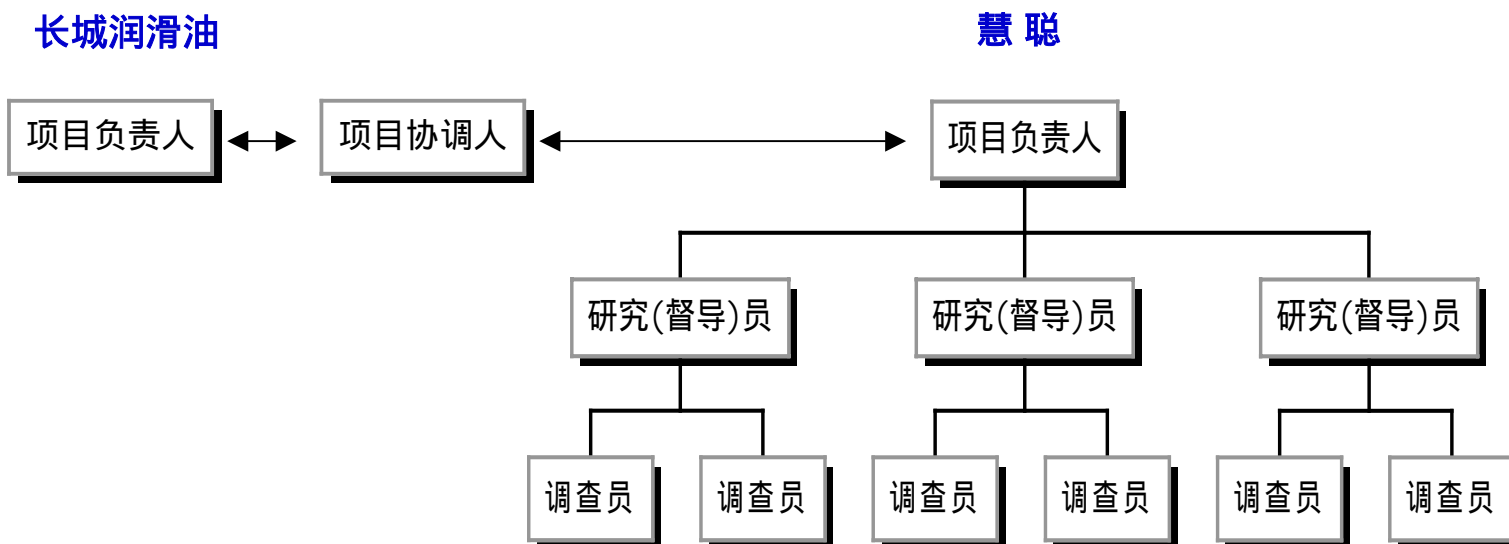 长城润滑油
慧 聪
项目负责人
项目协调人
项目负责人
研究(督导)员
研究(督导)员
研究(督导)员
调查员
调查员
调查员
调查员
调查员
调查员